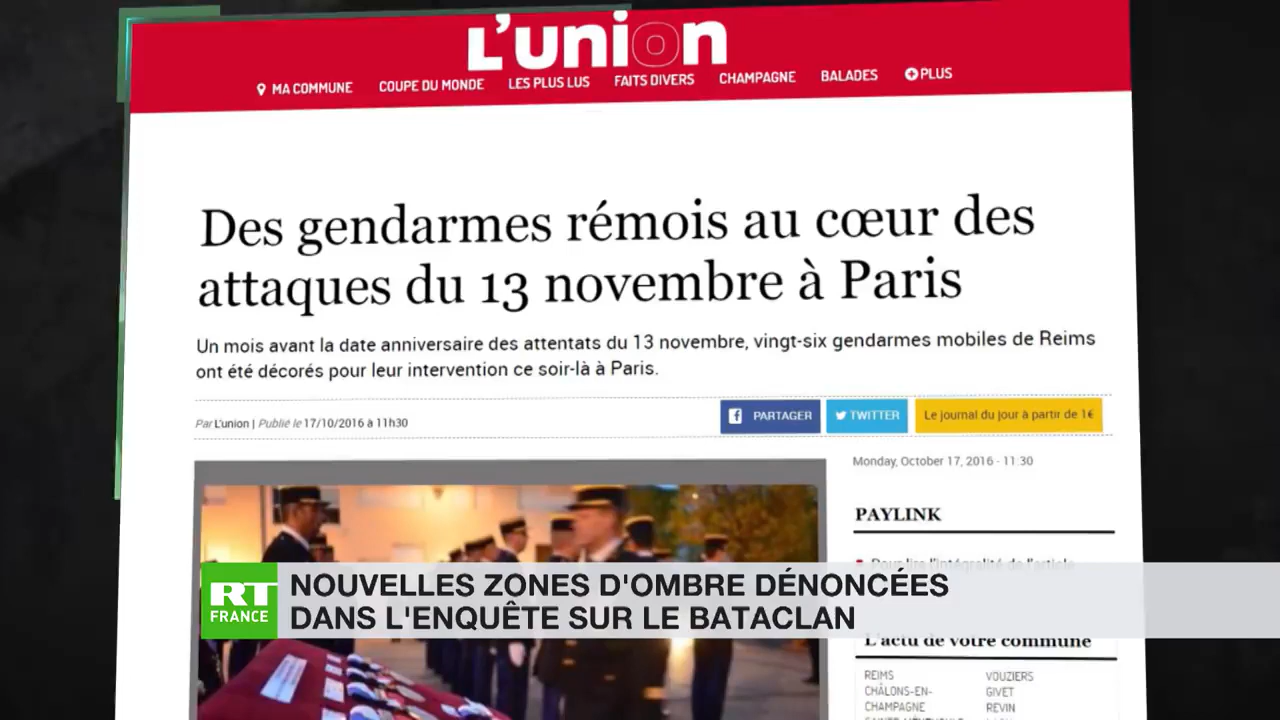 L'union
MA COMMUNE COUPE DU MONDE LES PLUS LUS FAITS DIVERS CHAMPAGNE BALADES PLUS
Des gendarmes rémois au cœur des
attaques du 13 novembre à Paris
Un mois avant la date anniversaire des attentats du 13 novembre, vingt-six gendarmes mobiles de Reims
ont été décorés pour leur intervention ce soir-là à Paris.
Par L'union | Publié le 17/10/2016 à 11h30
PARTAGER
TWITTER
Le journal du jour à partir de 1€
Monday, October 17, 2016 - 11:30
PAYLINK
Pour lire l'intégralité de l'article
RT
FRANCE
NOUVELLES ZONES D'OMBRE DÉNONCÉES
DANS L'ENQUÊTE SUR LE BATACLAN
L'actu de votre commune
REIMS VOUZIERS
CHÂLONS-EN- GIVET
CHAMPAGNE REVIN